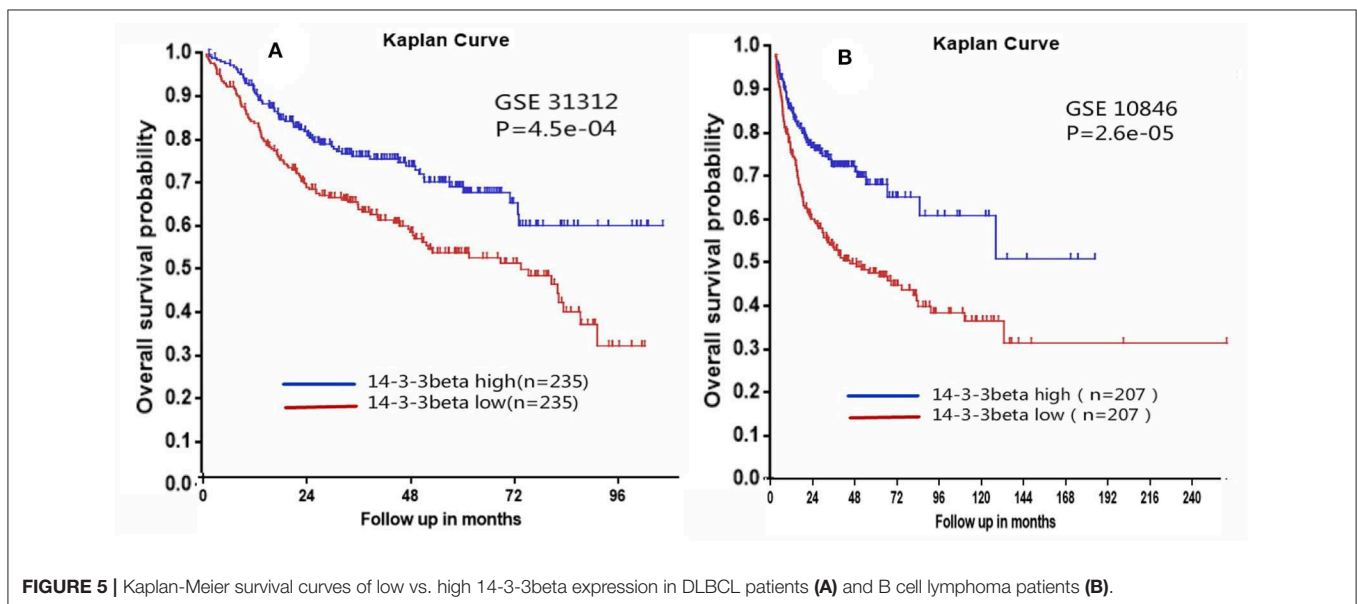 A
Kaplan Curve
GSE 31312
P=4.5e-04
Overall survival probability
1.0
0.9
0.8
0.7
0.6
0.5
0.4
0.3
0.2
0.1
0.0
14-3-3beta high(n=235)
14-3-3beta low(n=235)
0 24 48 72 96
Follow up in months
B
Kaplan Curve
GSE 10846
P=2.6e-05
Overall survival probability
1.0
0.9
0.8
0.7
0.6
0.5
0.4
0.3
0.2
0.1
0.0
14-3-3beta high ( n=207 )
14-3-3beta low ( n=207 )
0 24 48 72 96 120 144 168 192 216 240
Follow up in months
FIGURE 5 | Kaplan-Meier survival curves of low vs. high 14-3-3beta expression in DLBCL patients (A) and B cell lymphoma patients (B).